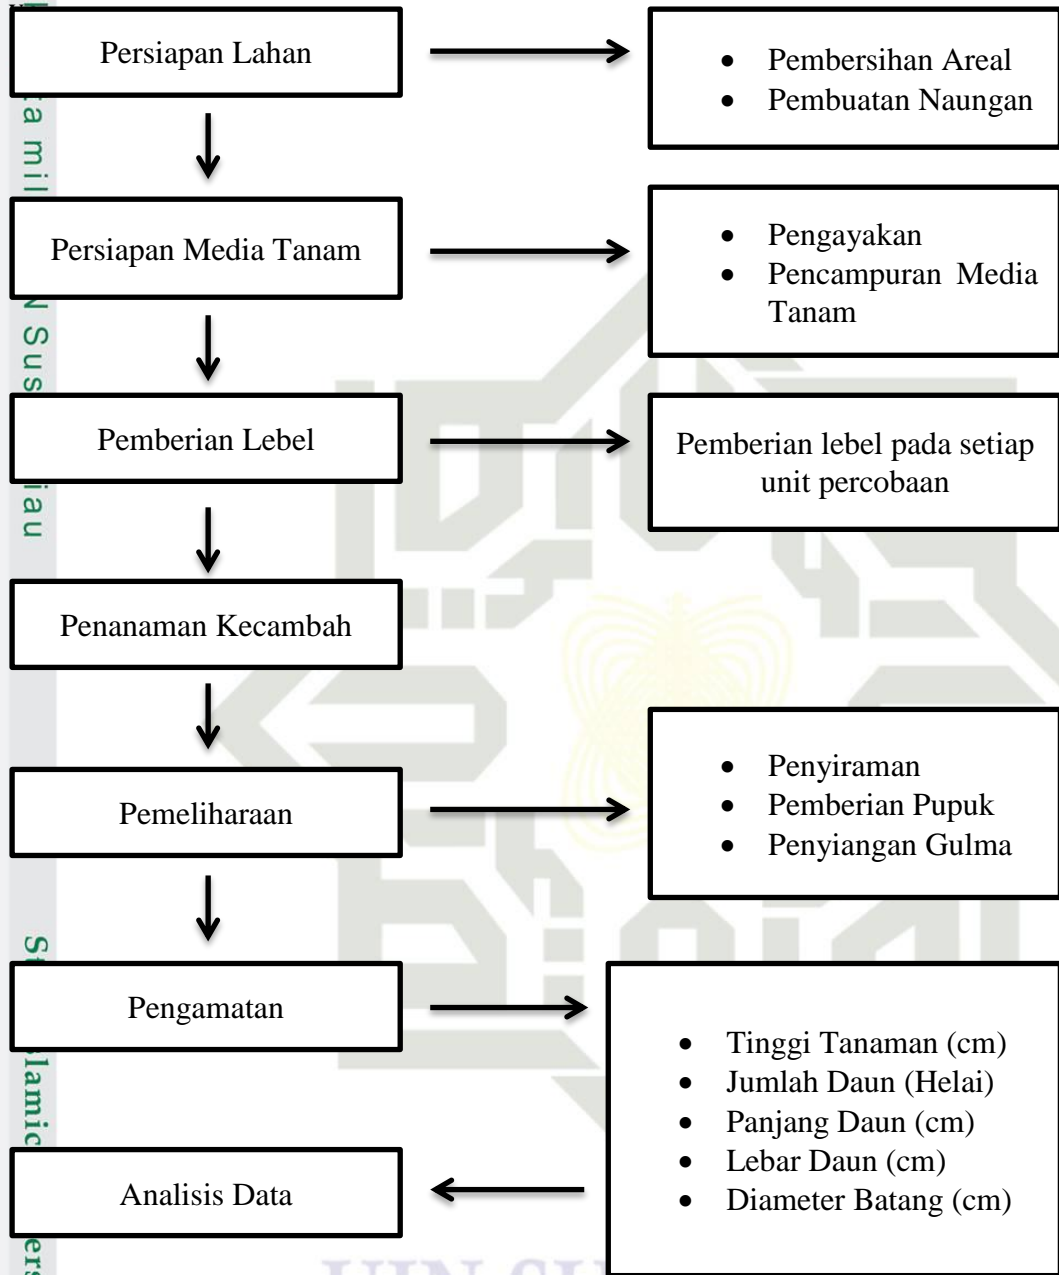 Persiapan Lahan
• Pembersihan Areal
• Pembuatan Naungan
Persiapan Media Tanam
• Pengayakan
• Pencampuran Media
Tanam
Pemberian Lebel
Pemberian lebel pada setiap
unit percobaan
Penanaman Kecambah
Pemeliharaan
• Penyiraman
• Pemberian Pupuk
• Penyiangan Gulma
Pengamatan
• Tinggi Tanaman (cm)
• Jumlah Daun (Helai)
• Panjang Daun (cm)
• Lebar Daun (cm)
• Diameter Batang (cm)
Analisis Data